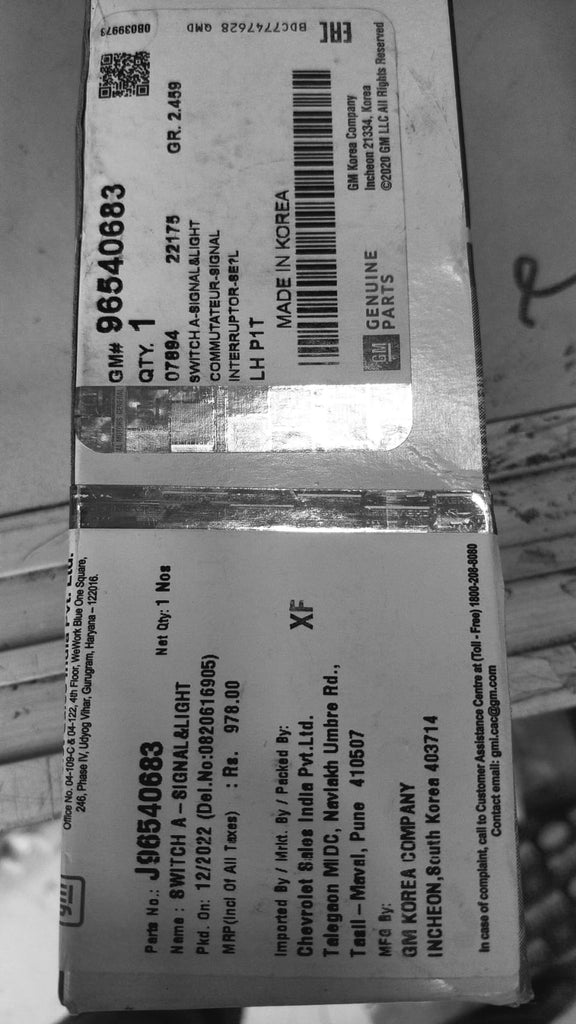 0B039973
BDC7747628 QMD
EAC
GM# 96540683
QTY. 1
GR. 2.459
07894 22175
SWITCH A-SIGNAL&LIGHT
COMMUTATEUR-SIGNAL
INTERRUPTOR-SE?L
LH P1T
MADE IN KOREA
GM GENUINE
PARTS
GM Korea Company
Incheon 21334, Korea
©2020 GM LLC All Rights Reserved
Office No. 04-109-C & 04-122, 4th Floor, WeWork Blue One Square,
246, Phase IV, Udyog Vihar, Gurugram, Haryana – 122016.
gm
Parts No.: J96540683
Net Qty: 1 Nos
Name : SWITCH A-SIGNAL&LIGHT
Pkd. On: 12/2022 (Del.No:0820616905)
MRP(Incl Of All Taxes) : Rs. 978.00
XF
Imported By / Mrkt. By / Packed By:
Chevrolet Sales India Pvt.Ltd.
Talegaon MIDC, Navlakh Umbre Rd.,
Tasil-Maval, Pune 410507
MFG By:
GM KOREA COMPANY
INCHEON,South Korea 403714
In case of complaint, call to Customer Assistance Centre at (Toll - Free) 1800-208-8080
Contact email: gmi.cac@gm.com